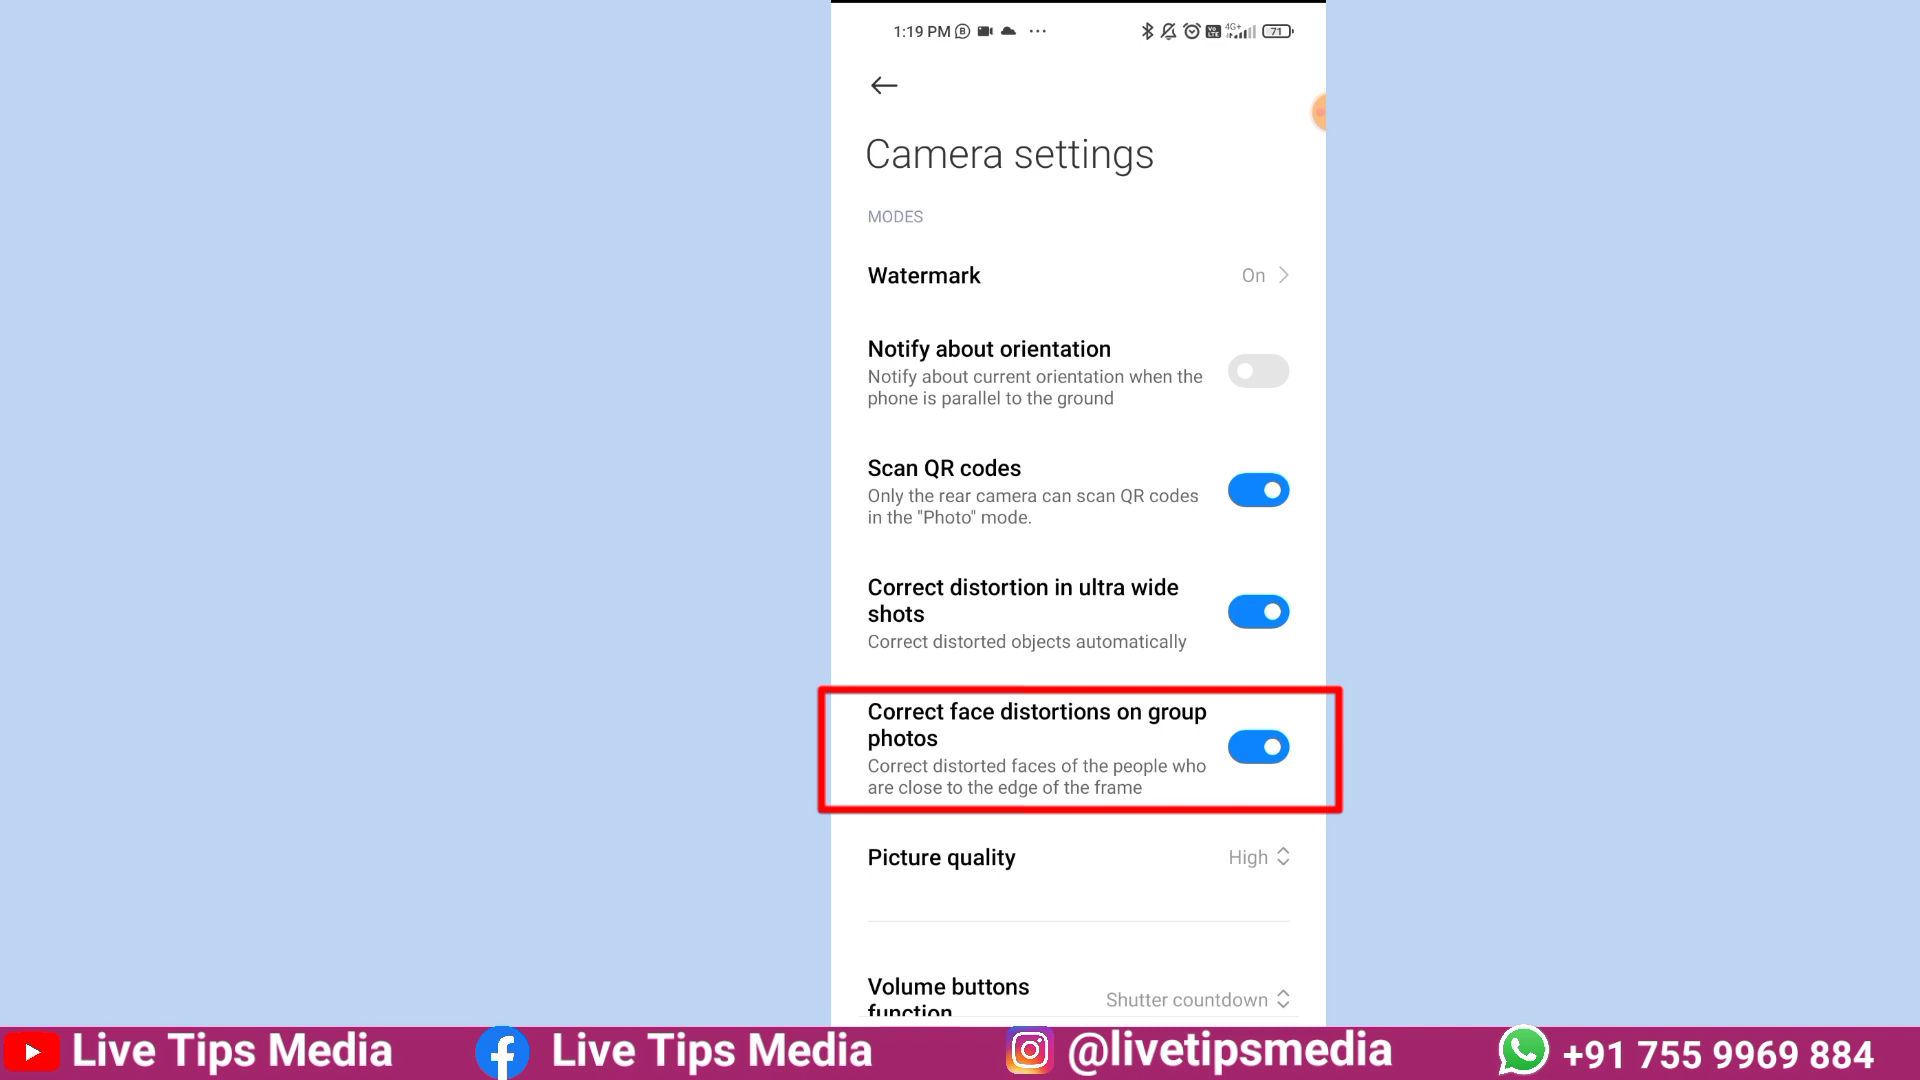 1:19 PM
4G+
71
Camera settings
MODES
Watermark
On
Notify about orientation
Notify about current orientation when the
phone is parallel to the ground
Scan QR codes
Only the rear camera can scan QR codes
in the "Photo" mode.
Correct distortion in ultra wide
shots
Correct distorted objects automatically
Correct face distortions on group
photos
Correct distorted faces of the people who
are close to the edge of the frame
Picture quality
High
Volume buttons
function
Shutter countdown
Live Tips Media
Live Tips Media
@livetipsmedia
+91 755 9969 884